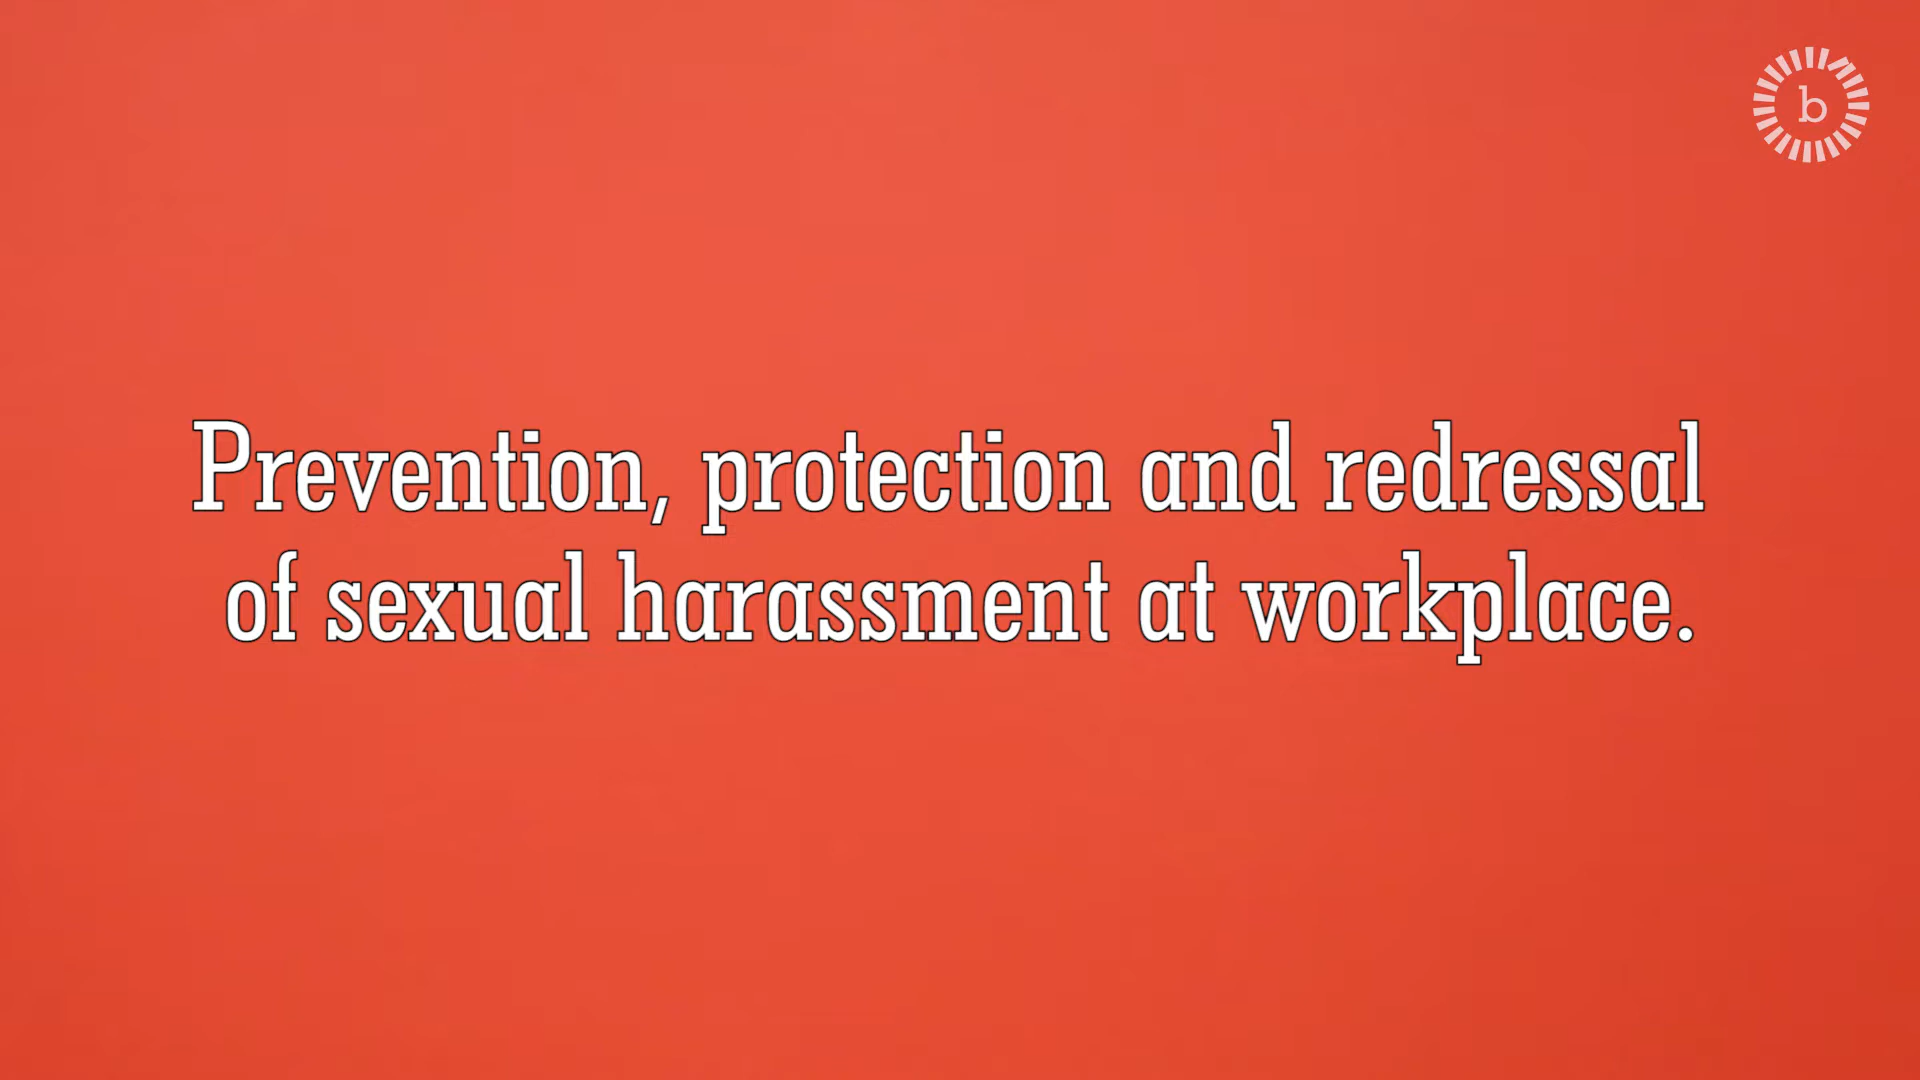 b
Prevention, protection and redressal
of sexual harassment at workplace.